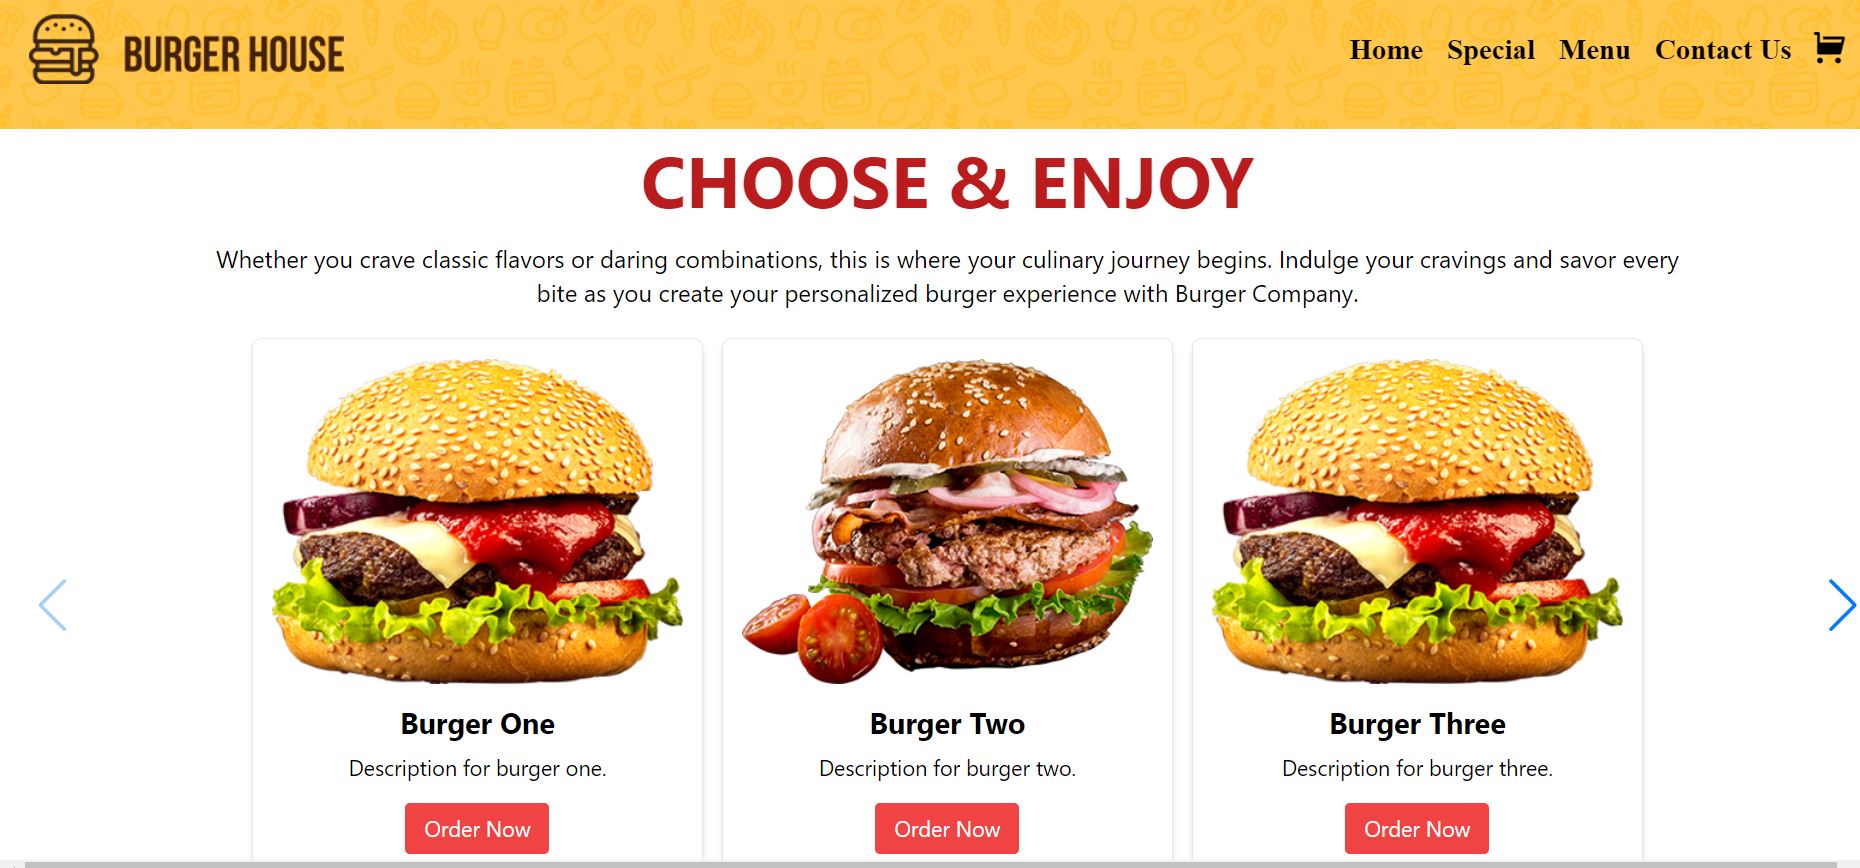 BURGER HOUSE
Home Special Menu Contact Us
CHOOSE & ENJOY
Whether you crave classic flavors or daring combinations, this is where your culinary journey begins. Indulge your cravings and savor every
bite as you create your personalized burger experience with Burger Company.
Burger One
Description for burger one.
Order Now
Burger Two
Description for burger two.
Order Now
Burger Three
Description for burger three.
Order Now